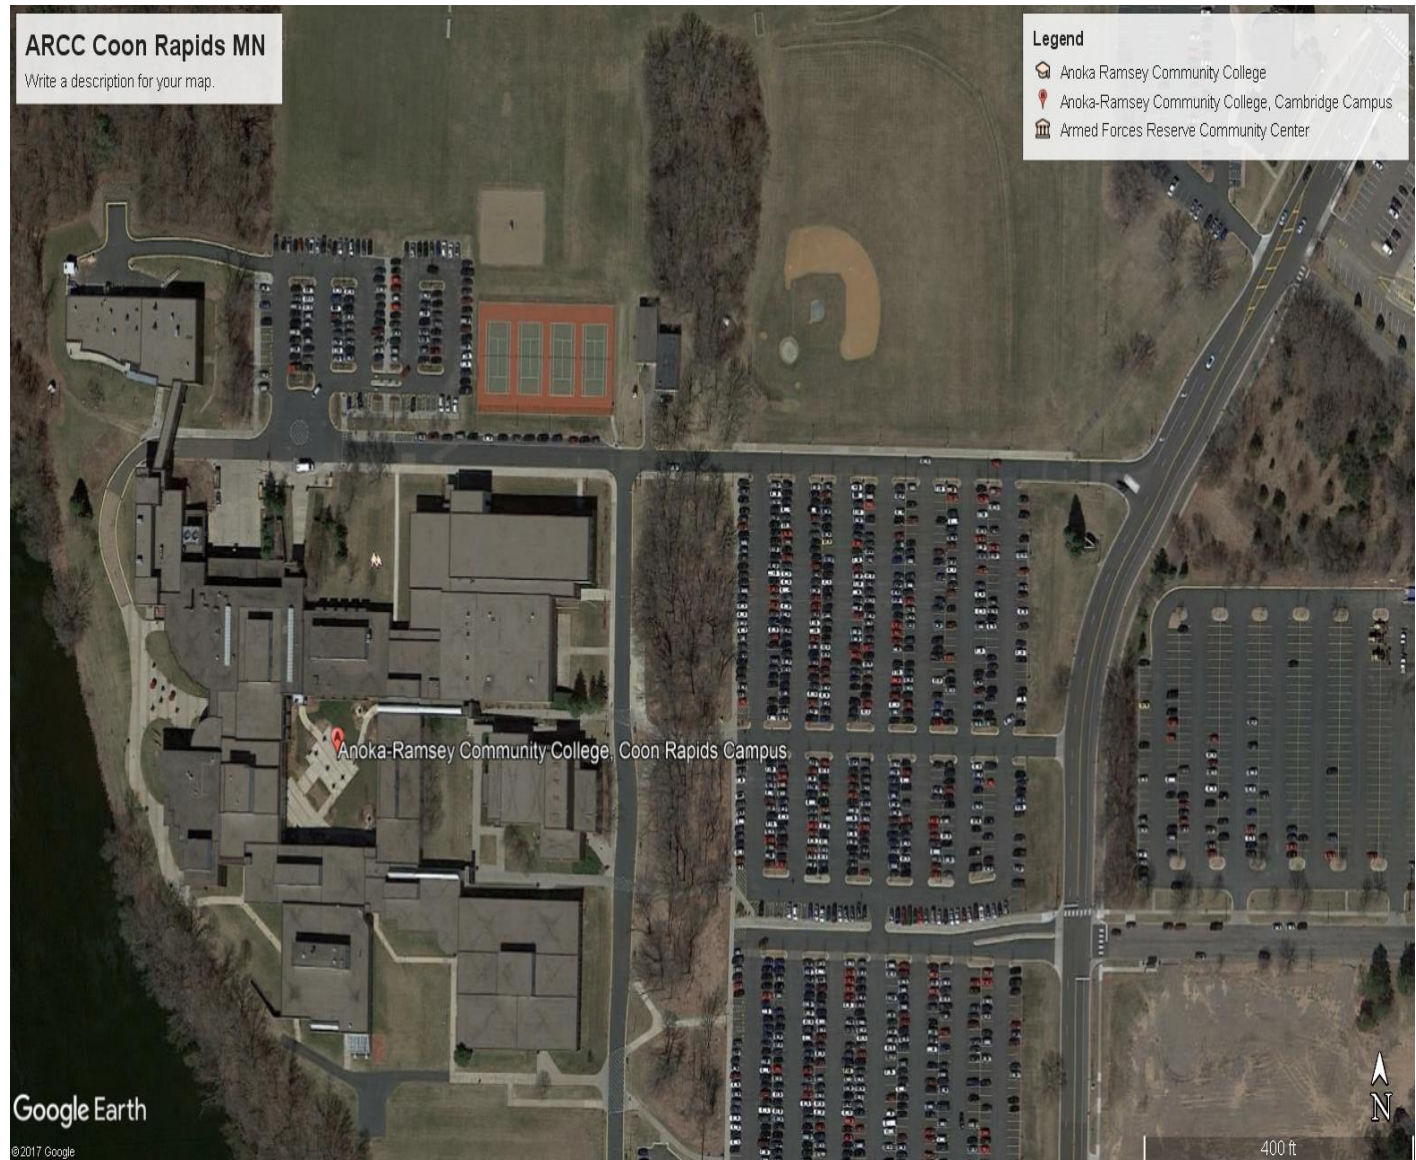 ARCC Coon Rapids MN
Write a description for your map.
Legend
Anoka Ramsey Community College
Anoka-Ramsey Community College, Cambridge Campus
Armed Forces Reserve Community Center
A
Anoka-Ramsey Community College, Coon Rapids Campus
Google Earth
©2017 Google
N
400 ft